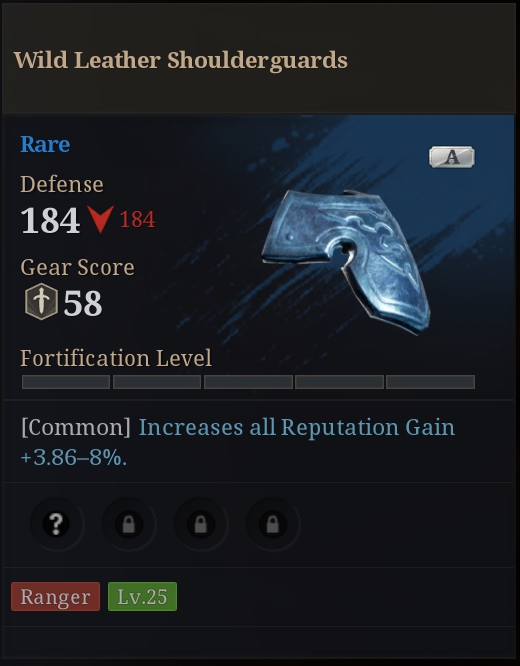 Wild Leather Shoulderguards
Rare
A
Defense
184 184
Gear Score
58
Fortification Level
[Common] Increases all Reputation Gain
+3.86–8%.
?
Ranger Lv.25